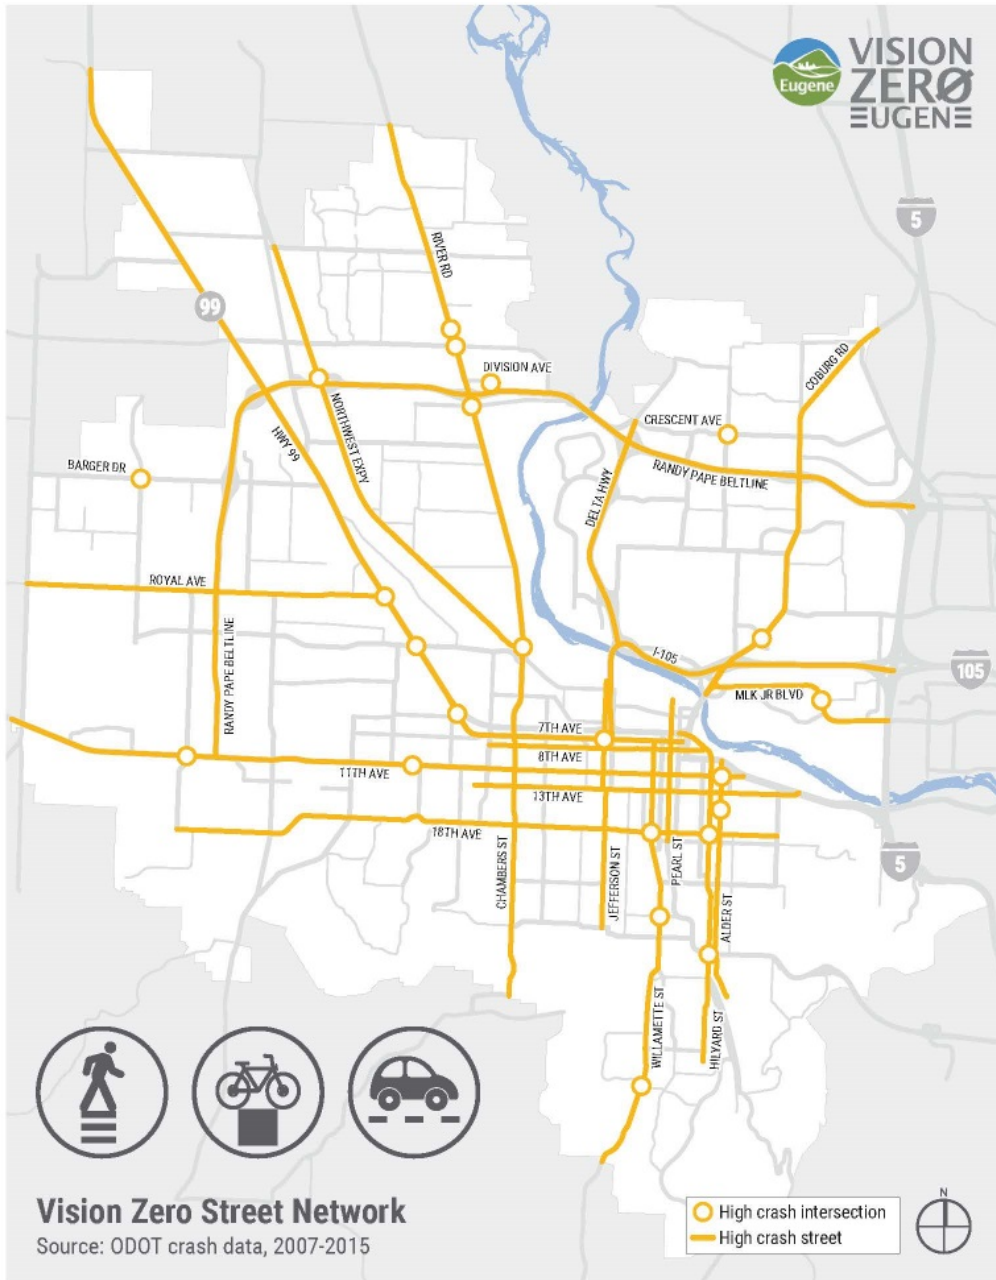 Eugene
VISION
ZERØ
EUGENE
5
RIVER RD
99
DIVISION AVE
COBURG RD
CRESCENT AVE
NORTHWEST EXPY
HWY 99
BARGER DR
RANDY PAPE BELTLINE
DELTA HWY
ROYAL AVE
RANDY PAPE BELTLINE
I-105
105
MLK JR BLVD
7TH AVE
8TH AVE
11TH AVE
13TH AVE
18TH AVE
CHAMBERS ST
JEFFERSON ST
PEARL ST
5
ALDER ST
WILLAMETTE ST
HILYARD ST
Vision Zero Street Network
Source: ODOT crash data, 2007-2015
High crash intersection
High crash street
N